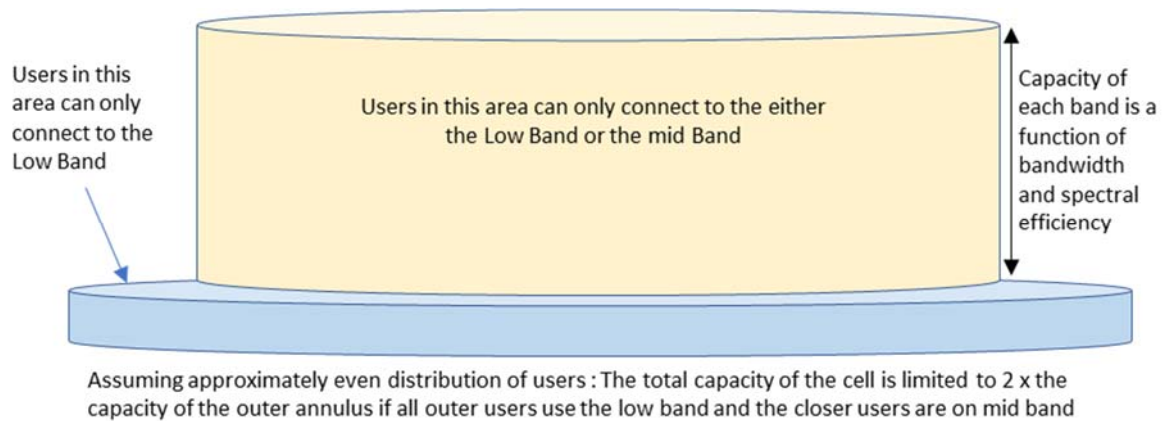 Users in this
area can only
connect to the
Low Band
Users in this area can only connect to the either
the Low Band or the mid Band
Capacity of
each band is a
function of
bandwidth
and spectral
efficiency
Assuming approximately even distribution of users : The total capacity of the cell is limited to 2 x the
capacity of the outer annulus if all outer users use the low band and the closer users are on mid band